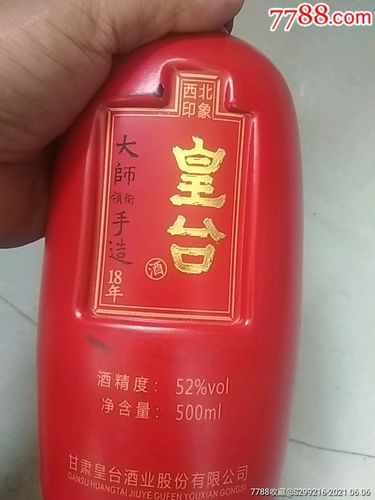 7788.com
西北
印象
皇台
酒
大師
領銜
手造
18年
酒精度: 52%vol
净含量: 500ml
甘肃皇台酒业股份有限公司
GANSU HUANGTAI JIUYE GUFEN YOUXIAN GONGSI
7788收藏@S299216-2021.06.06